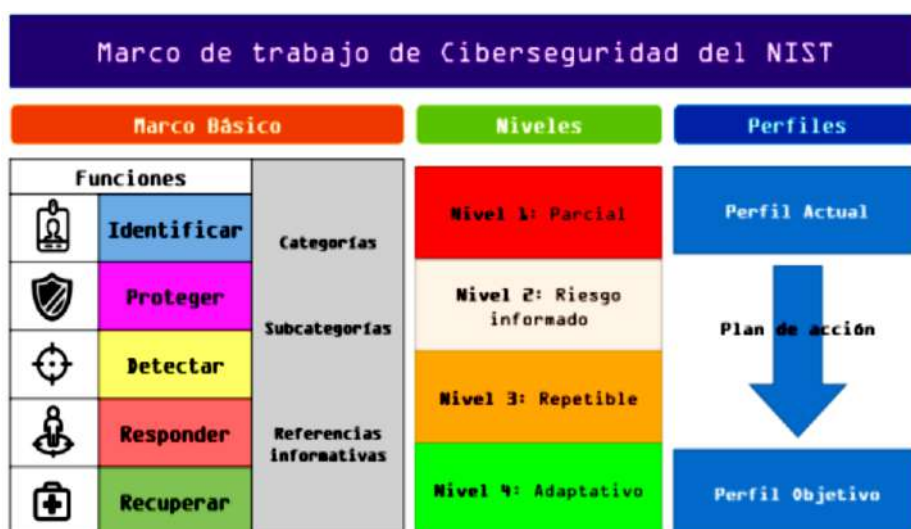 Marco de trabajo de Ciberseguridad del NIST
Marco Básico
Funciones
Identificar
Proteger
Detectar
Responder
Recuperar
Categorías
Subcategorías
Referencias
informativas
Niveles
Nivel 1: Parcial
Nivel 2: Riesgo
informado
Nivel 3: Repetible
Nivel 4: Adaptativo
Perfiles
Perfil Actual
Plan de acción
Perfil Objetivo